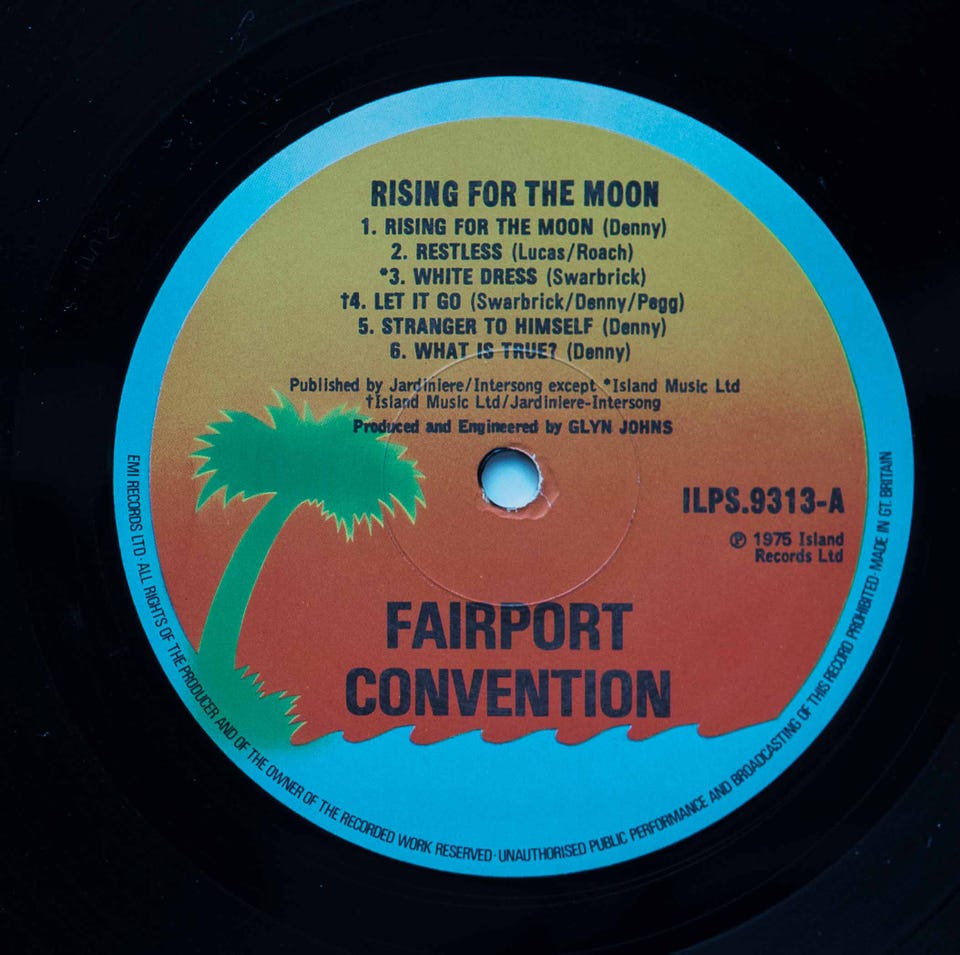 RISING FOR THE MOON
1. RISING FOR THE MOON (Denny)
2. RESTLESS (Lucas/Roach)
*3. WHITE DRESS (Swarbrick)
†4. LET IT GO (Swarbrick/Denny/Pegg)
5. STRANGER TO HIMSELF (Denny)
6. WHAT IS TRUE? (Denny)
Published by Jardiniere/Intersong except *Island Music Ltd
†Island Music Ltd/Jardiniere-Intersong
Produced and Engineered by GLYN JOHNS
ILPS.9313-A
℗ 1975 Island
Records Ltd
FAIRPORT
CONVENTION
EMI RECORDS LTD · ALL RIGHTS OF THE PRODUCER AND OF THE OWNER OF THE RECORDED WORK RESERVED · UNAUTHORISED PUBLIC PERFORMANCE AND BROADCASTING OF THIS RECORD PROHIBITED · MADE IN GT. BRITAIN